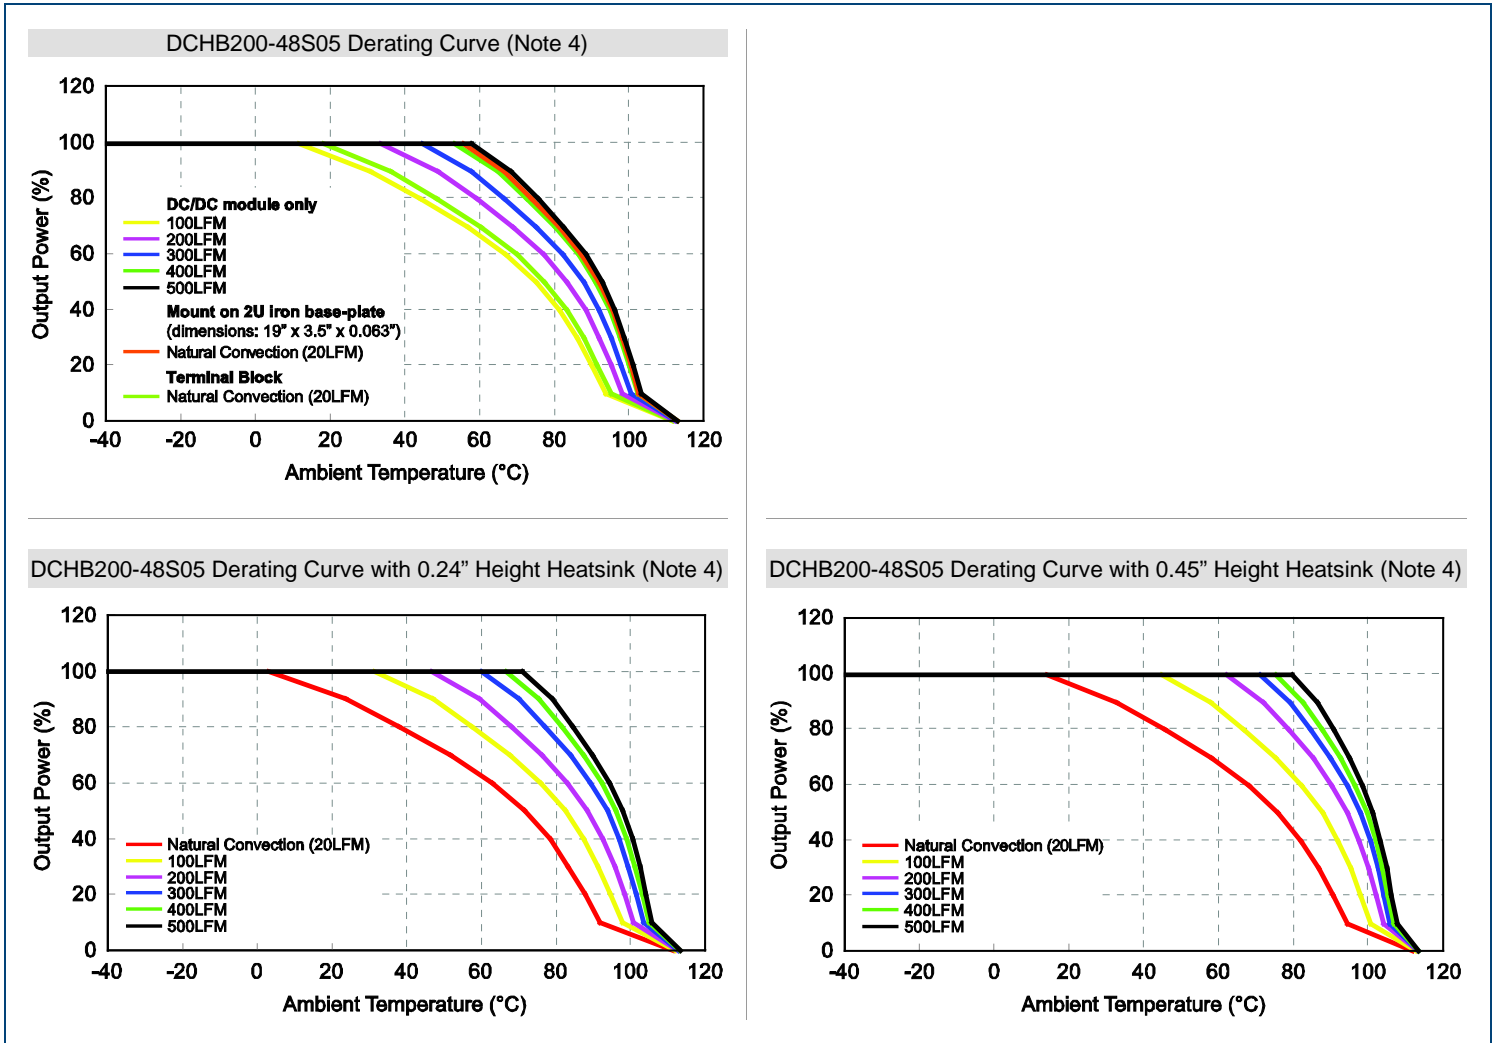 DCHB200-48S05 Derating Curve (Note 4)
120
100
80
60
40
20
0
Output Power (%)
DC/DC module only
100LFM
200LFM
300LFM
400LFM
500LFM
Mount on 2U iron base-plate
(dimensions: 19” x 3.5” x 0.063”)
Natural Convection (20LFM)
Terminal Block
Natural Convection (20LFM)
-40 -20 0 20 40 60 80 100 120
Ambient Temperature (°C)
DCHB200-48S05 Derating Curve with 0.24” Height Heatsink (Note 4)
120
100
80
60
40
20
0
Output Power (%)
Natural Convection (20LFM)
100LFM
200LFM
300LFM
400LFM
500LFM
-40 -20 0 20 40 60 80 100 120
Ambient Temperature (°C)
DCHB200-48S05 Derating Curve with 0.45” Height Heatsink (Note 4)
120
100
80
60
40
20
0
Output Power (%)
Natural Convection (20LFM)
100LFM
200LFM
300LFM
400LFM
500LFM
-40 -20 0 20 40 60 80 100 120
Ambient Temperature (°C)